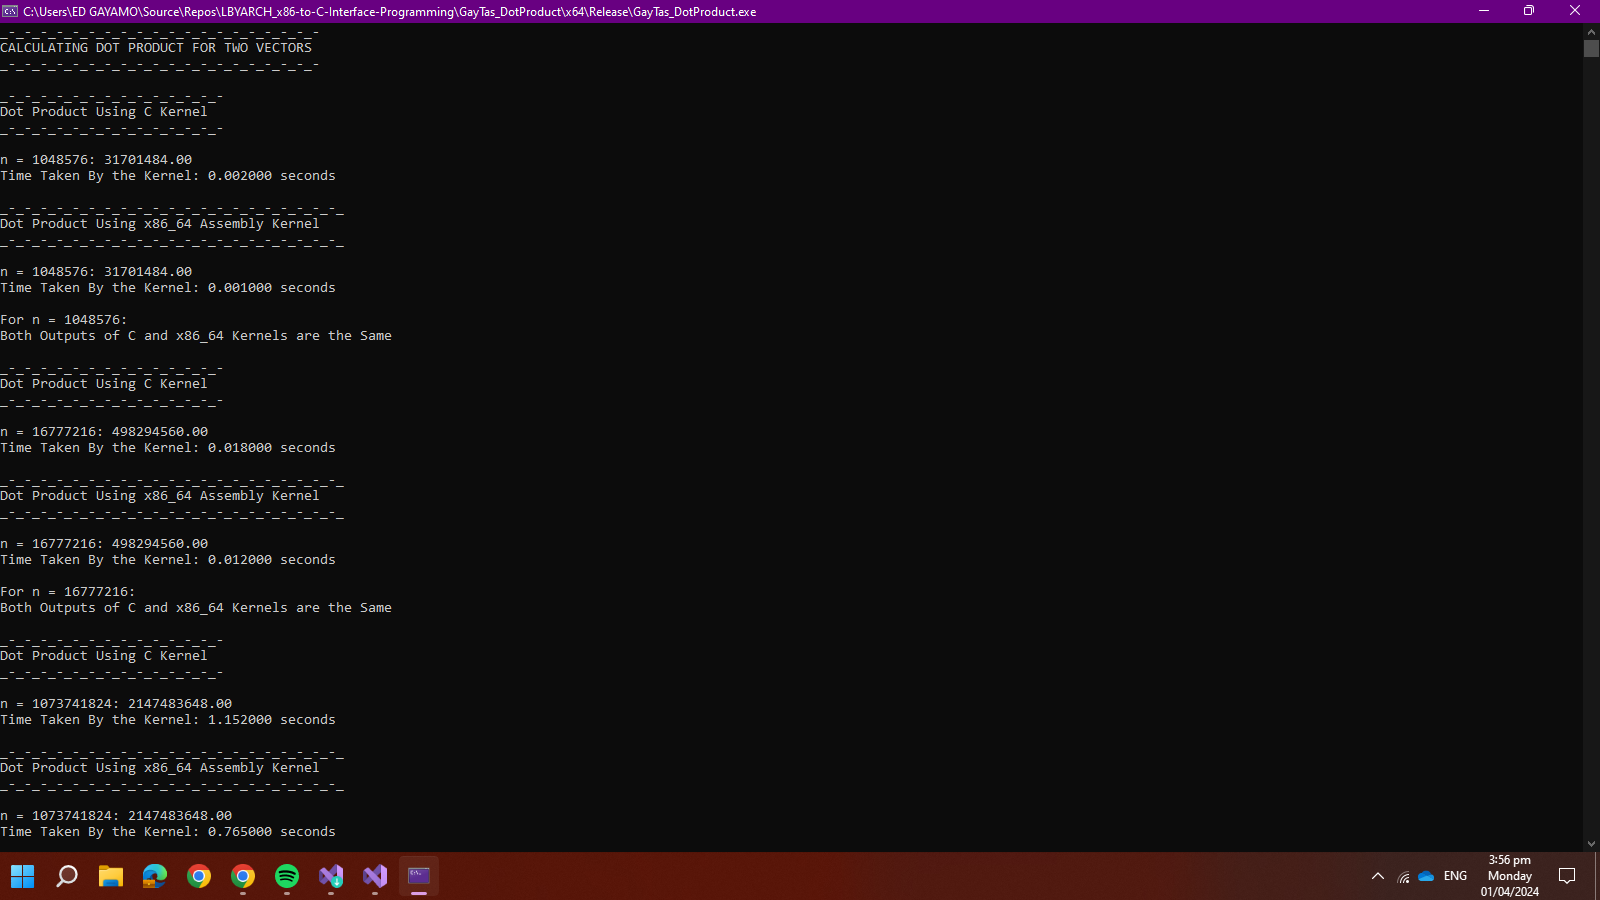 C:\Users\ED GAYAMO\Source\Repos\LBYARCH_x86-to-C-Interface-Programming\GayTas_DotProduct\x64\Release\GayTas_DotProduct.exe
_-_-_-_-_-_-_-_-_-_-_-_-_-_-_-_-_-_-_-_-
CALCULATING DOT PRODUCT FOR TWO VECTORS
_-_-_-_-_-_-_-_-_-_-_-_-_-_-_-_-_-_-_-_-
_-_-_-_-_-_-_-_-_-_-_-_-_-_-
Dot Product Using C Kernel
_-_-_-_-_-_-_-_-_-_-_-_-_-_-
n = 1048576: 31701484.00
Time Taken By the Kernel: 0.002000 seconds
_-_-_-_-_-_-_-_-_-_-_-_-_-_-_-_-_-_-_-_-_-_
Dot Product Using x86_64 Assembly Kernel
_-_-_-_-_-_-_-_-_-_-_-_-_-_-_-_-_-_-_-_-_-_
n = 1048576: 31701484.00
Time Taken By the Kernel: 0.001000 seconds
For n = 1048576:
Both Outputs of C and x86_64 Kernels are the Same
_-_-_-_-_-_-_-_-_-_-_-_-_-_-
Dot Product Using C Kernel
_-_-_-_-_-_-_-_-_-_-_-_-_-_-
n = 16777216: 498294560.00
Time Taken By the Kernel: 0.018000 seconds
_-_-_-_-_-_-_-_-_-_-_-_-_-_-_-_-_-_-_-_-_-_
Dot Product Using x86_64 Assembly Kernel
_-_-_-_-_-_-_-_-_-_-_-_-_-_-_-_-_-_-_-_-_-_
n = 16777216: 498294560.00
Time Taken By the Kernel: 0.012000 seconds
For n = 16777216:
Both Outputs of C and x86_64 Kernels are the Same
_-_-_-_-_-_-_-_-_-_-_-_-_-_-
Dot Product Using C Kernel
_-_-_-_-_-_-_-_-_-_-_-_-_-_-
n = 1073741824: 2147483648.00
Time Taken By the Kernel: 1.152000 seconds
_-_-_-_-_-_-_-_-_-_-_-_-_-_-_-_-_-_-_-_-_-_
Dot Product Using x86_64 Assembly Kernel
_-_-_-_-_-_-_-_-_-_-_-_-_-_-_-_-_-_-_-_-_-_
n = 1073741824: 2147483648.00
Time Taken By the Kernel: 0.765000 seconds
ENG
3:56 pm
Monday
01/04/2024